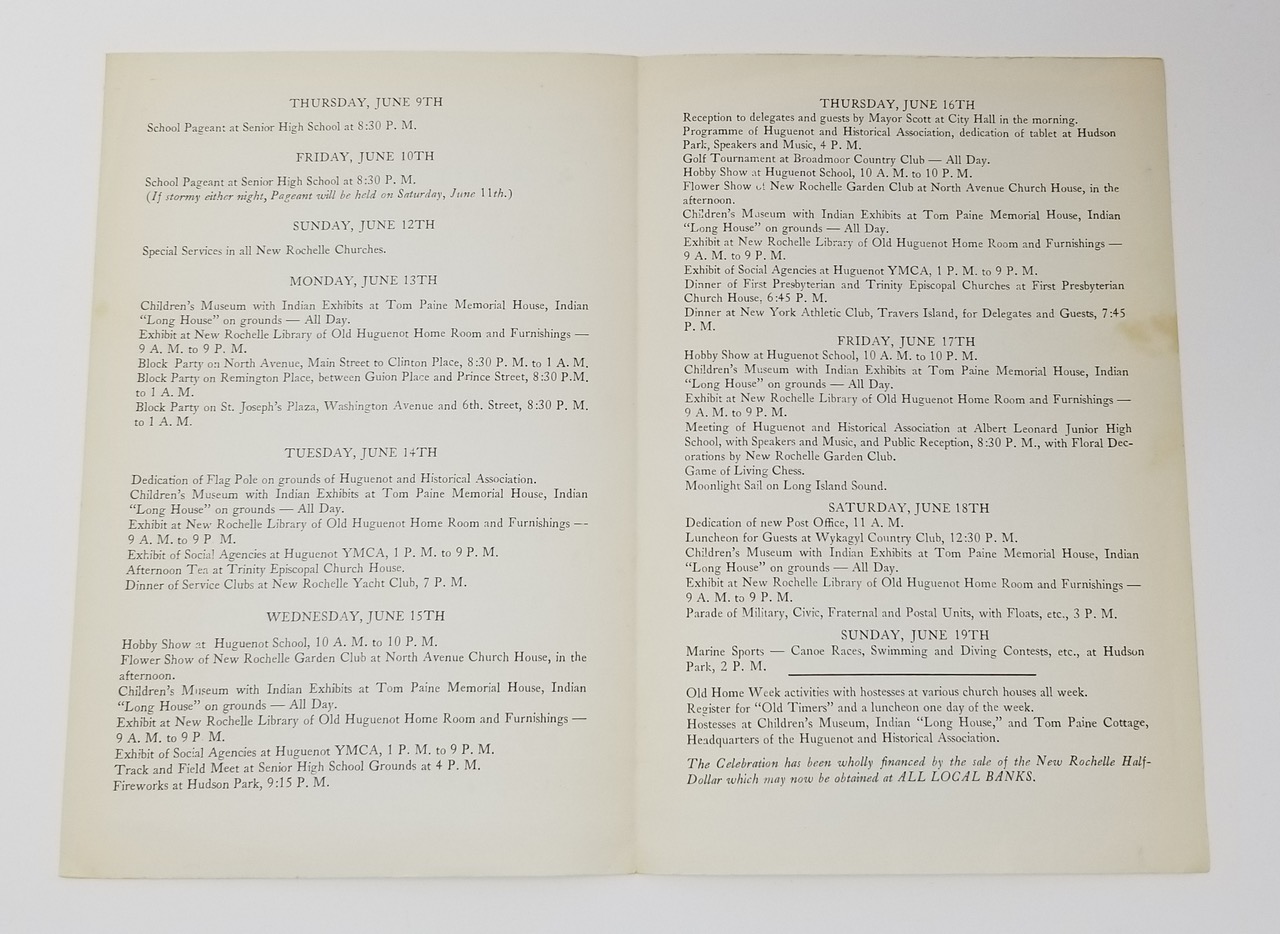 THURSDAY, JUNE 9TH
School Pageant at Senior High School at 8:30 P. M.
FRIDAY, JUNE 10TH
School Pageant at Senior High School at 8:30 P. M.
(If stormy either night, Pageant will be held on Saturday, June 11th.)
SUNDAY, JUNE 12TH
Special Services in all New Rochelle Churches.
MONDAY, JUNE 13TH
Children's Museum with Indian Exhibits at Tom Paine Memorial House, Indian
"Long House" on grounds — All Day.
Exhibit at New Rochelle Library of Old Huguenot Home Room and Furnishings —
9 A. M. to 9 P. M.
Block Party on North Avenue, Main Street to Clinton Place, 8:30 P. M. to 1 A. M.
Block Party on Remington Place, between Guion Place and Prince Street, 8:30 P.M.
to 1 A. M.
Block Party on St. Joseph's Plaza, Washington Avenue and 6th. Street, 8:30 P. M.
to 1 A. M.
TUESDAY, JUNE 14TH
Dedication of Flag Pole on grounds of Huguenot and Historical Association.
Children's Museum with Indian Exhibits at Tom Paine Memorial House, Indian
"Long House" on grounds — All Day.
Exhibit at New Rochelle Library of Old Huguenot Home Room and Furnishings —
9 A. M. to 9 P M.
Exhibit of Social Agencies at Huguenot YMCA, 1 P. M. to 9 P. M.
Afternoon Tea at Trinity Episcopal Church House.
Dinner of Service Clubs at New Rochelle Yacht Club, 7 P. M.
WEDNESDAY, JUNE 15TH
Hobby Show at Huguenot School, 10 A. M. to 10 P. M.
Flower Show of New Rochelle Garden Club at North Avenue Church House, in the
afternoon.
Children's Museum with Indian Exhibits at Tom Paine Memorial House, Indian
"Long House" on grounds — All Day.
Exhibit at New Rochelle Library of Old Huguenot Home Room and Furnishings —
9 A. M. to 9 P M.
Exhibit of Social Agencies at Huguenot YMCA, 1 P. M. to 9 P. M.
Track and Field Meet at Senior High School Grounds at 4 P. M.
Fireworks at Hudson Park, 9:15 P. M.
THURSDAY, JUNE 16TH
Reception to delegates and guests by Mayor Scott at City Hall in the morning.
Programme of Huguenot and Historical Association, dedication of tablet at Hudson
Park, Speakers and Music, 4 P. M.
Golf Tournament at Broadmoor Country Club — All Day.
Hobby Show at Huguenot School, 10 A. M. to 10 P. M.
Flower Show of New Rochelle Garden Club at North Avenue Church House, in the
afternoon.
Children's Museum with Indian Exhibits at Tom Paine Memorial House, Indian
"Long House" on grounds — All Day.
Exhibit at New Rochelle Library of Old Huguenot Home Room and Furnishings —
9 A. M. to 9 P. M.
Exhibit of Social Agencies at Huguenot YMCA, 1 P. M. to 9 P. M.
Dinner of First Presbyterian and Trinity Episcopal Churches at First Presbyterian
Church House, 6:45 P. M.
Dinner at New York Athletic Club, Travers Island, for Delegates and Guests, 7:45
P. M.
FRIDAY, JUNE 17TH
Hobby Show at Huguenot School, 10 A. M. to 10 P. M.
Children's Museum with Indian Exhibits at Tom Paine Memorial House, Indian
"Long House" on grounds — All Day.
Exhibit at New Rochelle Library of Old Huguenot Home Room and Furnishings —
9 A. M. to 9 P. M.
Meeting of Huguenot and Historical Association at Albert Leonard Junior High
School, with Speakers and Music, and Public Reception, 8:30 P. M., with Floral Dec-
orations by New Rochelle Garden Club.
Game of Living Chess.
Moonlight Sail on Long Island Sound.
SATURDAY, JUNE 18TH
Dedication of new Post Office, 11 A. M.
Luncheon for Guests at Wykagyl Country Club, 12:30 P. M.
Children's Museum with Indian Exhibits at Tom Paine Memorial House, Indian
"Long House" on grounds — All Day.
Exhibit at New Rochelle Library of Old Huguenot Home Room and Furnishings —
9 A. M. to 9 P. M.
Parade of Military, Civic, Fraternal and Postal Units, with Floats, etc., 3 P. M.
SUNDAY, JUNE 19TH
Marine Sports — Canoe Races, Swimming and Diving Contests, etc., at Hudson
Park, 2 P. M.
Old Home Week activities with hostesses at various church houses all week.
Register for "Old Timers" and a luncheon one day of the week.
Hostesses at Children's Museum, Indian "Long House," and Tom Paine Cottage,
Headquarters of the Huguenot and Historical Association.
The Celebration has been wholly financed by the sale of the New Rochelle Half-
Dollar which may now be obtained at ALL LOCAL BANKS.